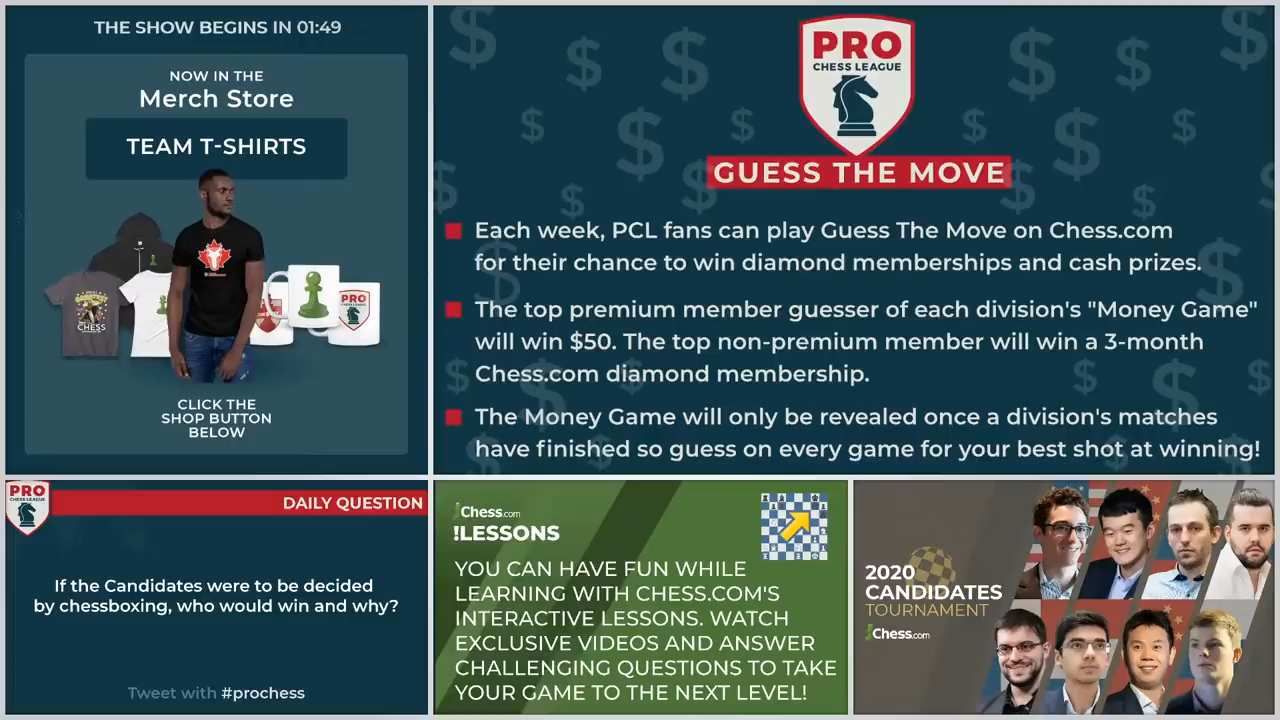 THE SHOW BEGINS IN 01:49
NOW IN THE
Merch Store
TEAM T-SHIRTS
CHESS
PRO
CHESS LEAGUE
CLICK THE
SHOP BUTTON
BELOW
PRO
CHESS LEAGUE
GUESS THE MOVE
Each week, PCL fans can play Guess The Move on Chess.com
for their chance to win diamond memberships and cash prizes.
The top premium member guesser of each division's "Money Game"
will win $50. The top non-premium member will win a 3-month
Chess.com diamond membership.
The Money Game will only be revealed once a division's matches
have finished so guess on every game for your best shot at winning!
PRO
CHESS LEAGUE
DAILY QUESTION
If the Candidates were to be decided
by chessboxing, who would win and why?
Tweet with #prochess
Chess.com
!LESSONS
YOU CAN HAVE FUN WHILE
LEARNING WITH CHESS.COM'S
INTERACTIVE LESSONS. WATCH
EXCLUSIVE VIDEOS AND ANSWER
CHALLENGING QUESTIONS TO TAKE
YOUR GAME TO THE NEXT LEVEL!
2020
CANDIDATES
TOURNAMENT
Chess.com